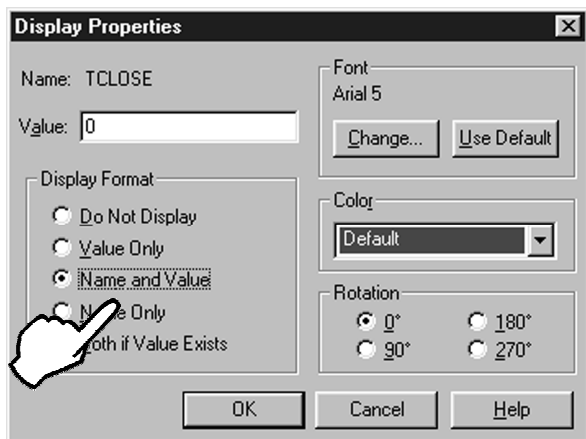 Display Properties
Name: TCLOSE
Value: 0
Display Format
Do Not Display
Value Only
Name and Value
Only
Both if Value Exists
Font
Arial 5
Change...
Use Default
Color
Default
Rotation
0° 180°
90° 270°
OK Cancel Help